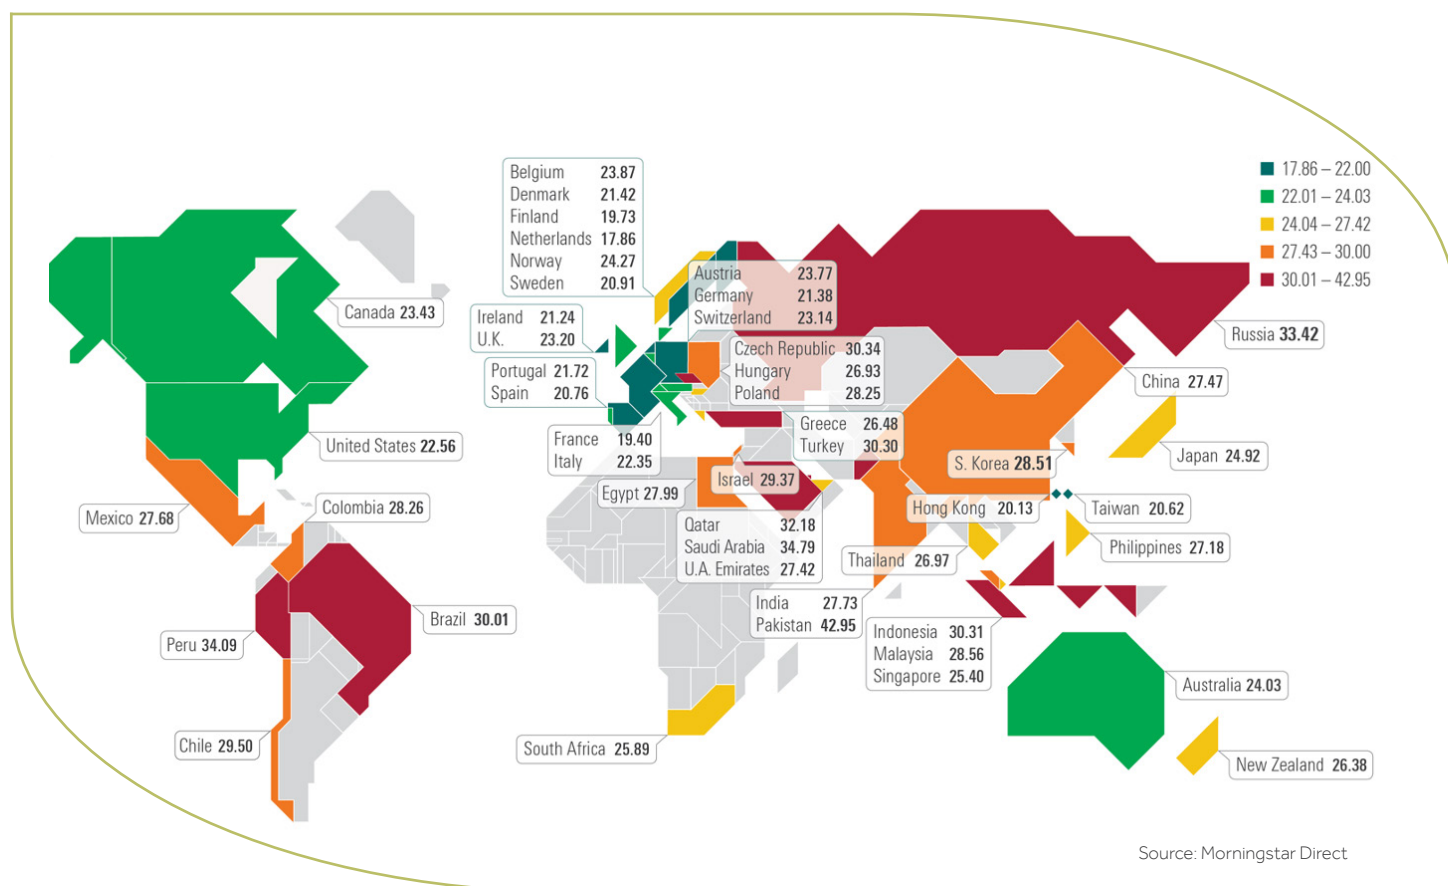 17.86 – 22.00
22.01 – 24.03
24.04 – 27.42
27.43 – 30.00
30.01 – 42.95
Belgium 23.87
Denmark 21.42
Finland 19.73
Netherlands 17.86
Norway 24.27
Sweden 20.91
Austria 23.77
Germany 21.38
Switzerland 23.14
Canada 23.43
Ireland 21.24
U.K. 23.20
Russia 33.42
Portugal 21.72
Spain 20.76
Czech Republic 30.34
Hungary 26.93
Poland 28.25
China 27.47
United States 22.56
France 19.40
Italy 22.35
Greece 26.48
Turkey 30.30
Japan 24.92
S. Korea 28.51
Israel 29.37
Egypt 27.99
Mexico 27.68
Colombia 28.26
Hong Kong 20.13
Taiwan 20.62
Qatar 32.18
Saudi Arabia 34.79
U.A. Emirates 27.42
Thailand 26.97
Philippines 27.18
India 27.73
Pakistan 42.95
Brazil 30.01
Peru 34.09
Indonesia 30.31
Malaysia 28.56
Singapore 25.40
Australia 24.03
Chile 29.50
South Africa 25.89
New Zealand 26.38
Source: Morningstar Direct